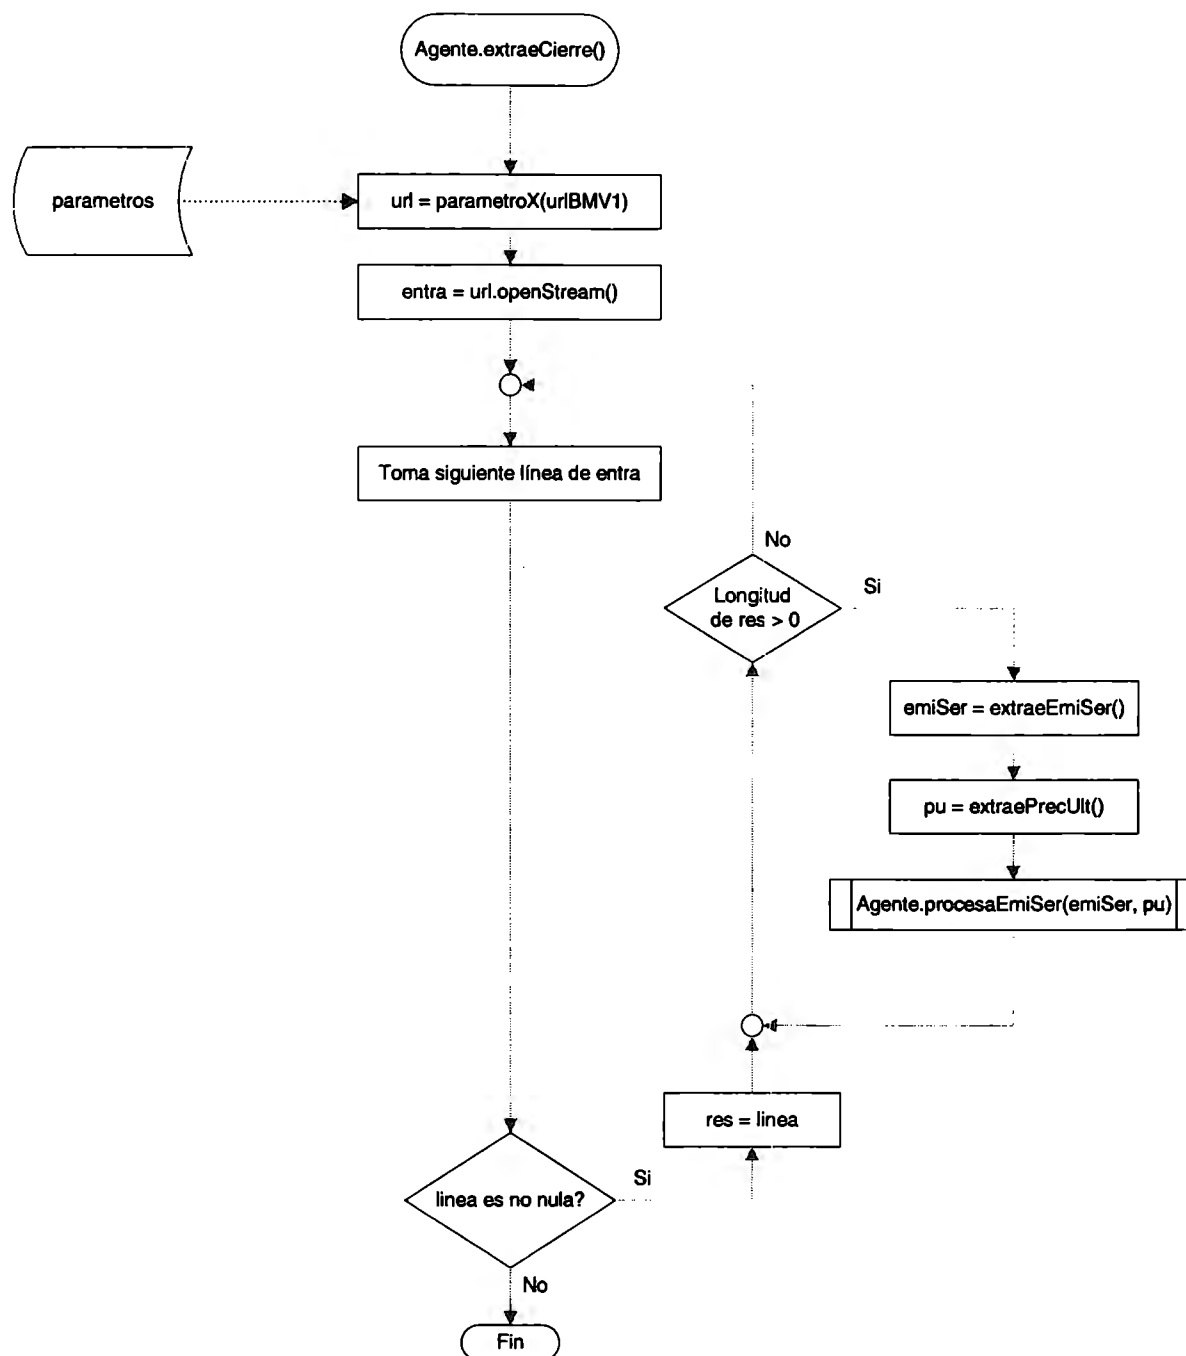 Agente.extraeCierre()
parametros
url = parametroX(urlBMV1)
entra = url.openStream()
Toma siguiente línea de entra
No
Longitud
de res > 0
Si
emiSer = extraeEmiSer()
pu = extraePrecUlt()
Agente.procesaEmiSer(emiSer, pu)
res = linea
linea es no nula?
Si
No
Fin